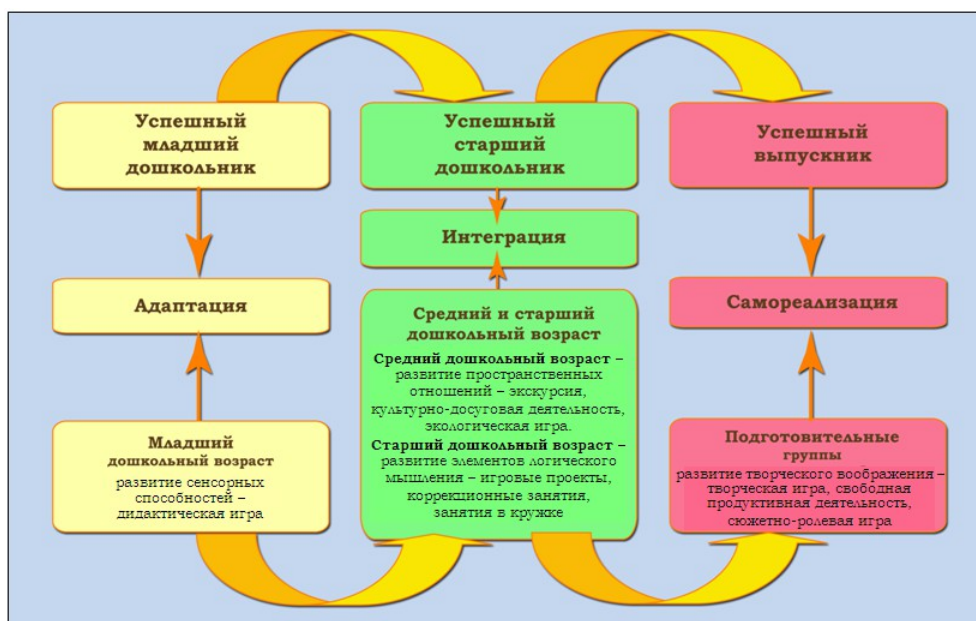 Успешный
младший
дошкольник
Успешный
старший
дошкольник
Успешный
выпускник
Интеграция
Адаптация
Самореализация
Средний и старший
дошкольный возраст
Средний дошкольный возраст –
развитие пространственных
отношений – экскурсия,
культурно-досуговая деятельность,
экологическая игра.
Старший дошкольный возраст –
развитие элементов логического
мышления – игровые проекты,
коррекционные занятия,
занятия в кружке
Младший
дошкольный возраст
развитие сенсорных
способностей –
дидактическая игра
Подготовительные
группы
развитие творческого воображения –
творческая игра, свободная
продуктивная деятельность,
сюжетно-ролевая игра